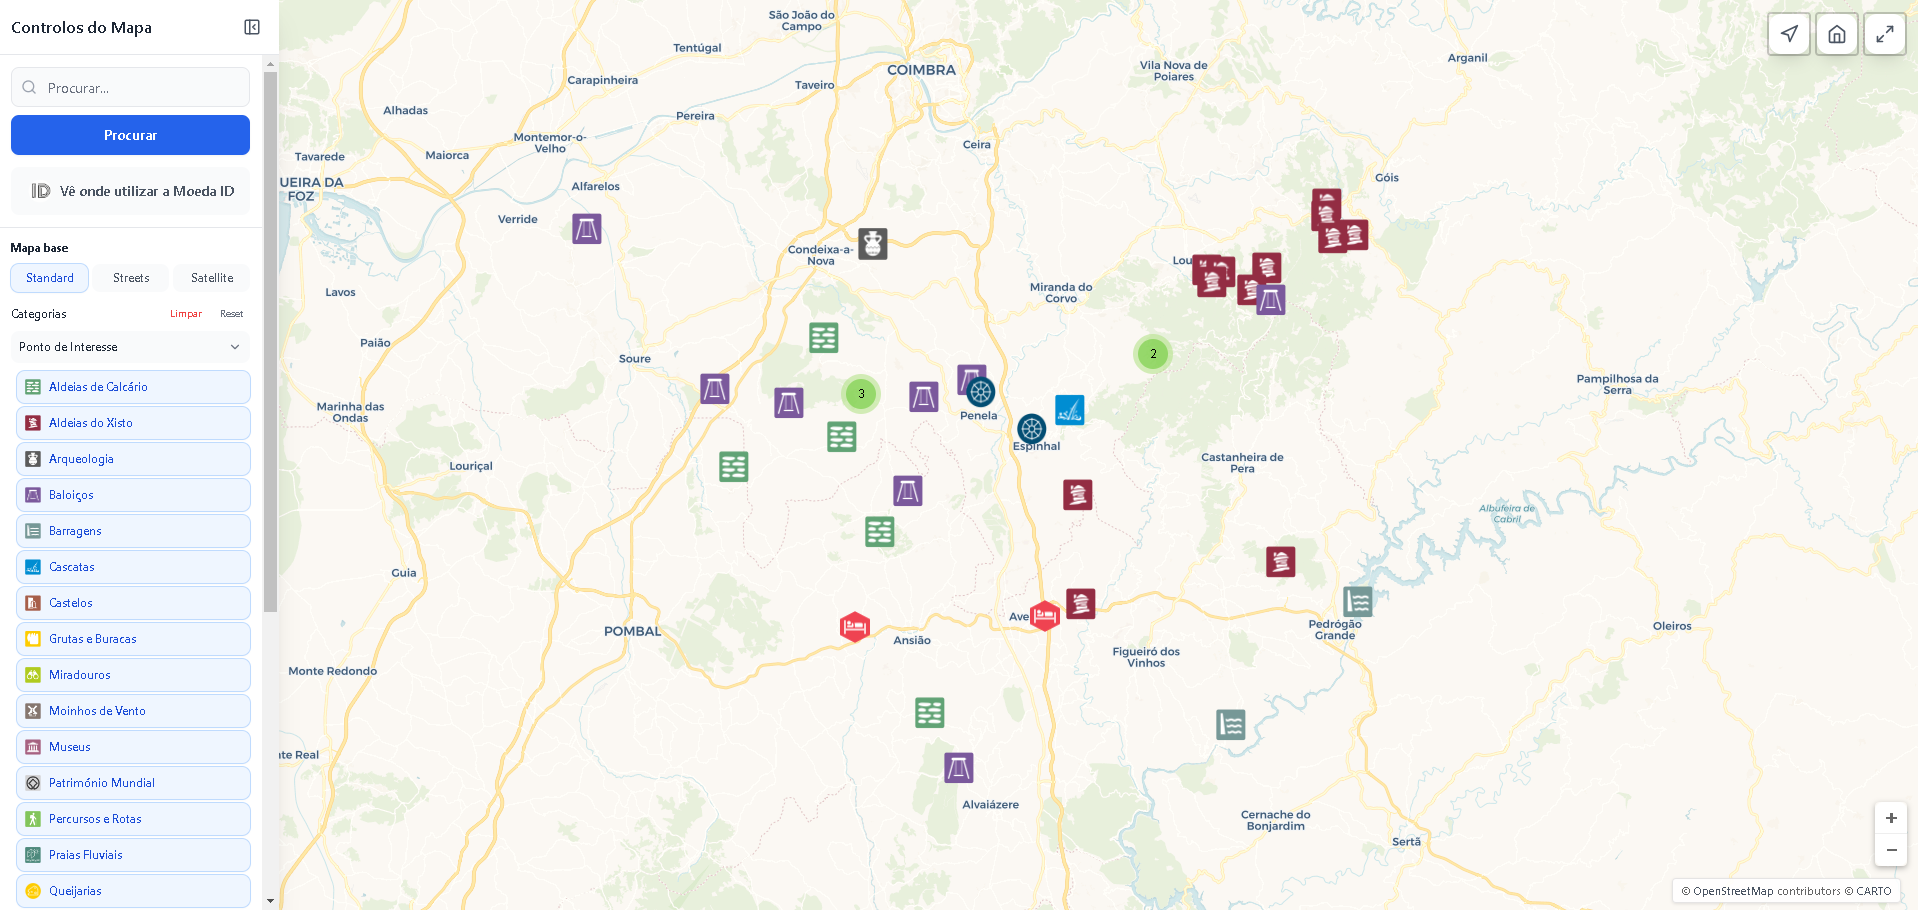 Controlos do Mapa
Procurar...
Procurar
ID Vê onde utilizar a Moeda ID
Mapa base
Standard
Streets
Satellite
Categorias
Limpar
Reset
Ponto de Interesse
Aldeias de Calcário
Aldeias do Xisto
Arqueologia
Baloiços
Barragens
Cascatas
Castelos
Grutas e Buracas
Miradouros
Moinhos de Vento
Museus
Património Mundial
Percursos e Rotas
Praias Fluviais
Queijarias
São João do
Campo
Tentúgal
COIMBRA
Arganil
Vila Nova de
Poiares
Carapinheira
Taveiro
Alhadas
Pereira
Montemor-o-
Velho
Ceira
Tavarede
Maiorca
UEIRA DA
FOZ
Alfarelos
Góis
Verride
Condeixa-a-
Nova
Lou
Miranda do
Corvo
Lavos
Paião
Soure
2
Pampilhosa da
Serra
3
Marinha das
Ondas
Penela
Espinhal
Castanheira de
Pera
Louriçal
Albufeira de
Cabril
Guia
Ave
POMBAL
Ansião
Pedrógão
Grande
Oleiros
Figueiró dos
Vinhos
Monte Redondo
nte Real
Alvaiázere
Cernache do
Bonjardim
Sertã
+
−
© OpenStreetMap contributors © CARTO